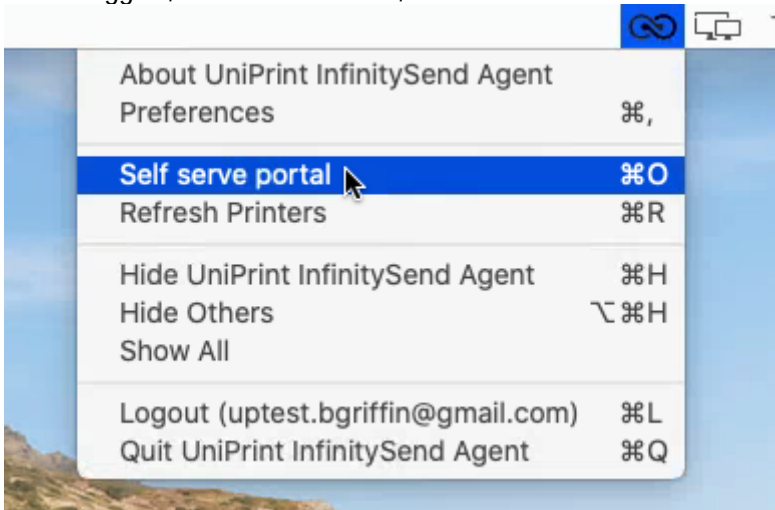 About UniPrint InfinitySend Agent
Preferences ⌘,
Self serve portal ⌘O
Refresh Printers ⌘R
Hide UniPrint InfinitySend Agent ⌘H
Hide Others ⌥⌘H
Show All
Logout (uptest.bgriffin@gmail.com) ⌘L
Quit UniPrint InfinitySend Agent ⌘Q